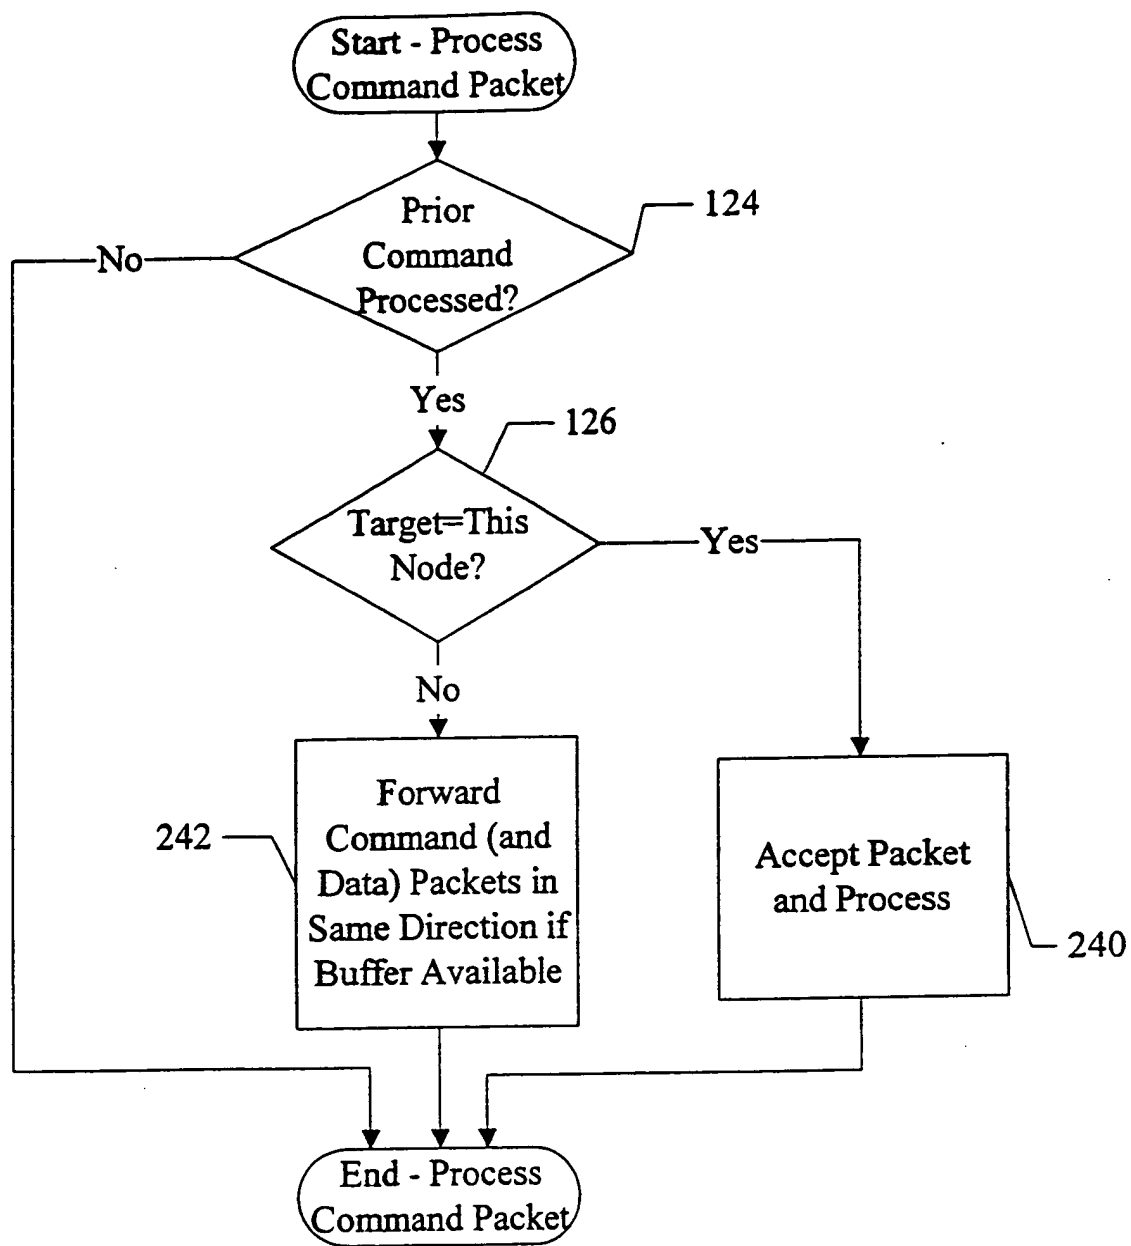 Start - Process
Command Packet
124
Prior
Command
Processed?
No
Yes
126
Target=This
Node?
Yes
No
242
Forward
Command (and
Data) Packets in
Same Direction if
Buffer Available
Accept Packet
and Process
240
End - Process
Command Packet